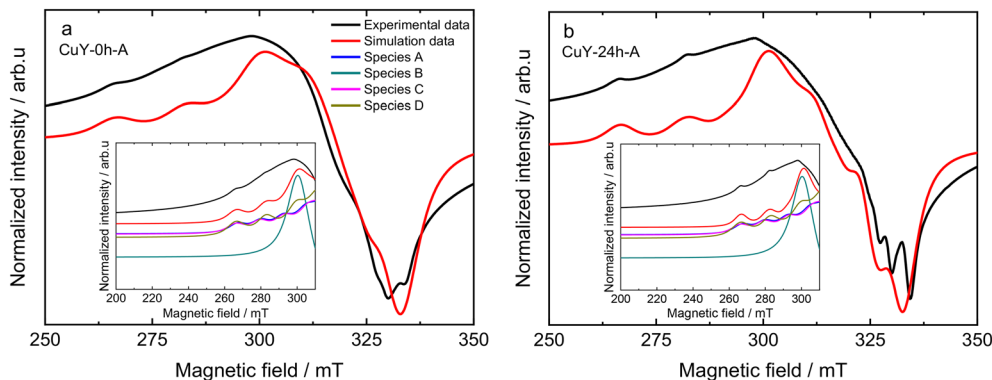 a
CuY-0h-A
Experimental data
Simulation data
Species A
Species B
Species C
Species D
Normalized intensity / arb.u
Normalized intensity / arb.u
200 220 240 260 280 300
Magnetic field / mT
250 275 300 325 350
Magnetic field / mT
b
CuY-24h-A
Normalized intensity / arb.u
Normalized intensity / arb.u
200 220 240 260 280 300
Magnetic field / mT
250 275 300 325 350
Magnetic field / mT